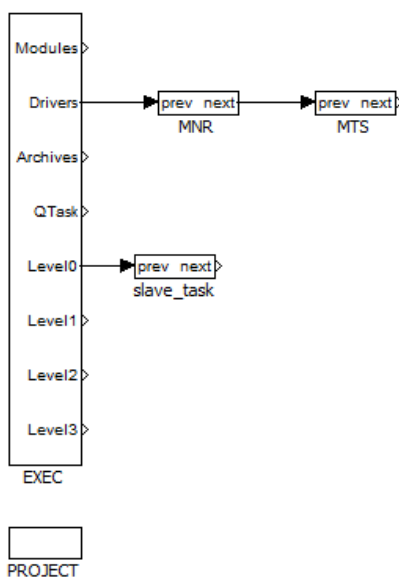 Modules
Drivers
prev next
prev next
MNR
MTS
Archives
QTask
Level0
prev next
slave_task
Level1
Level2
Level3
EXEC
PROJECT